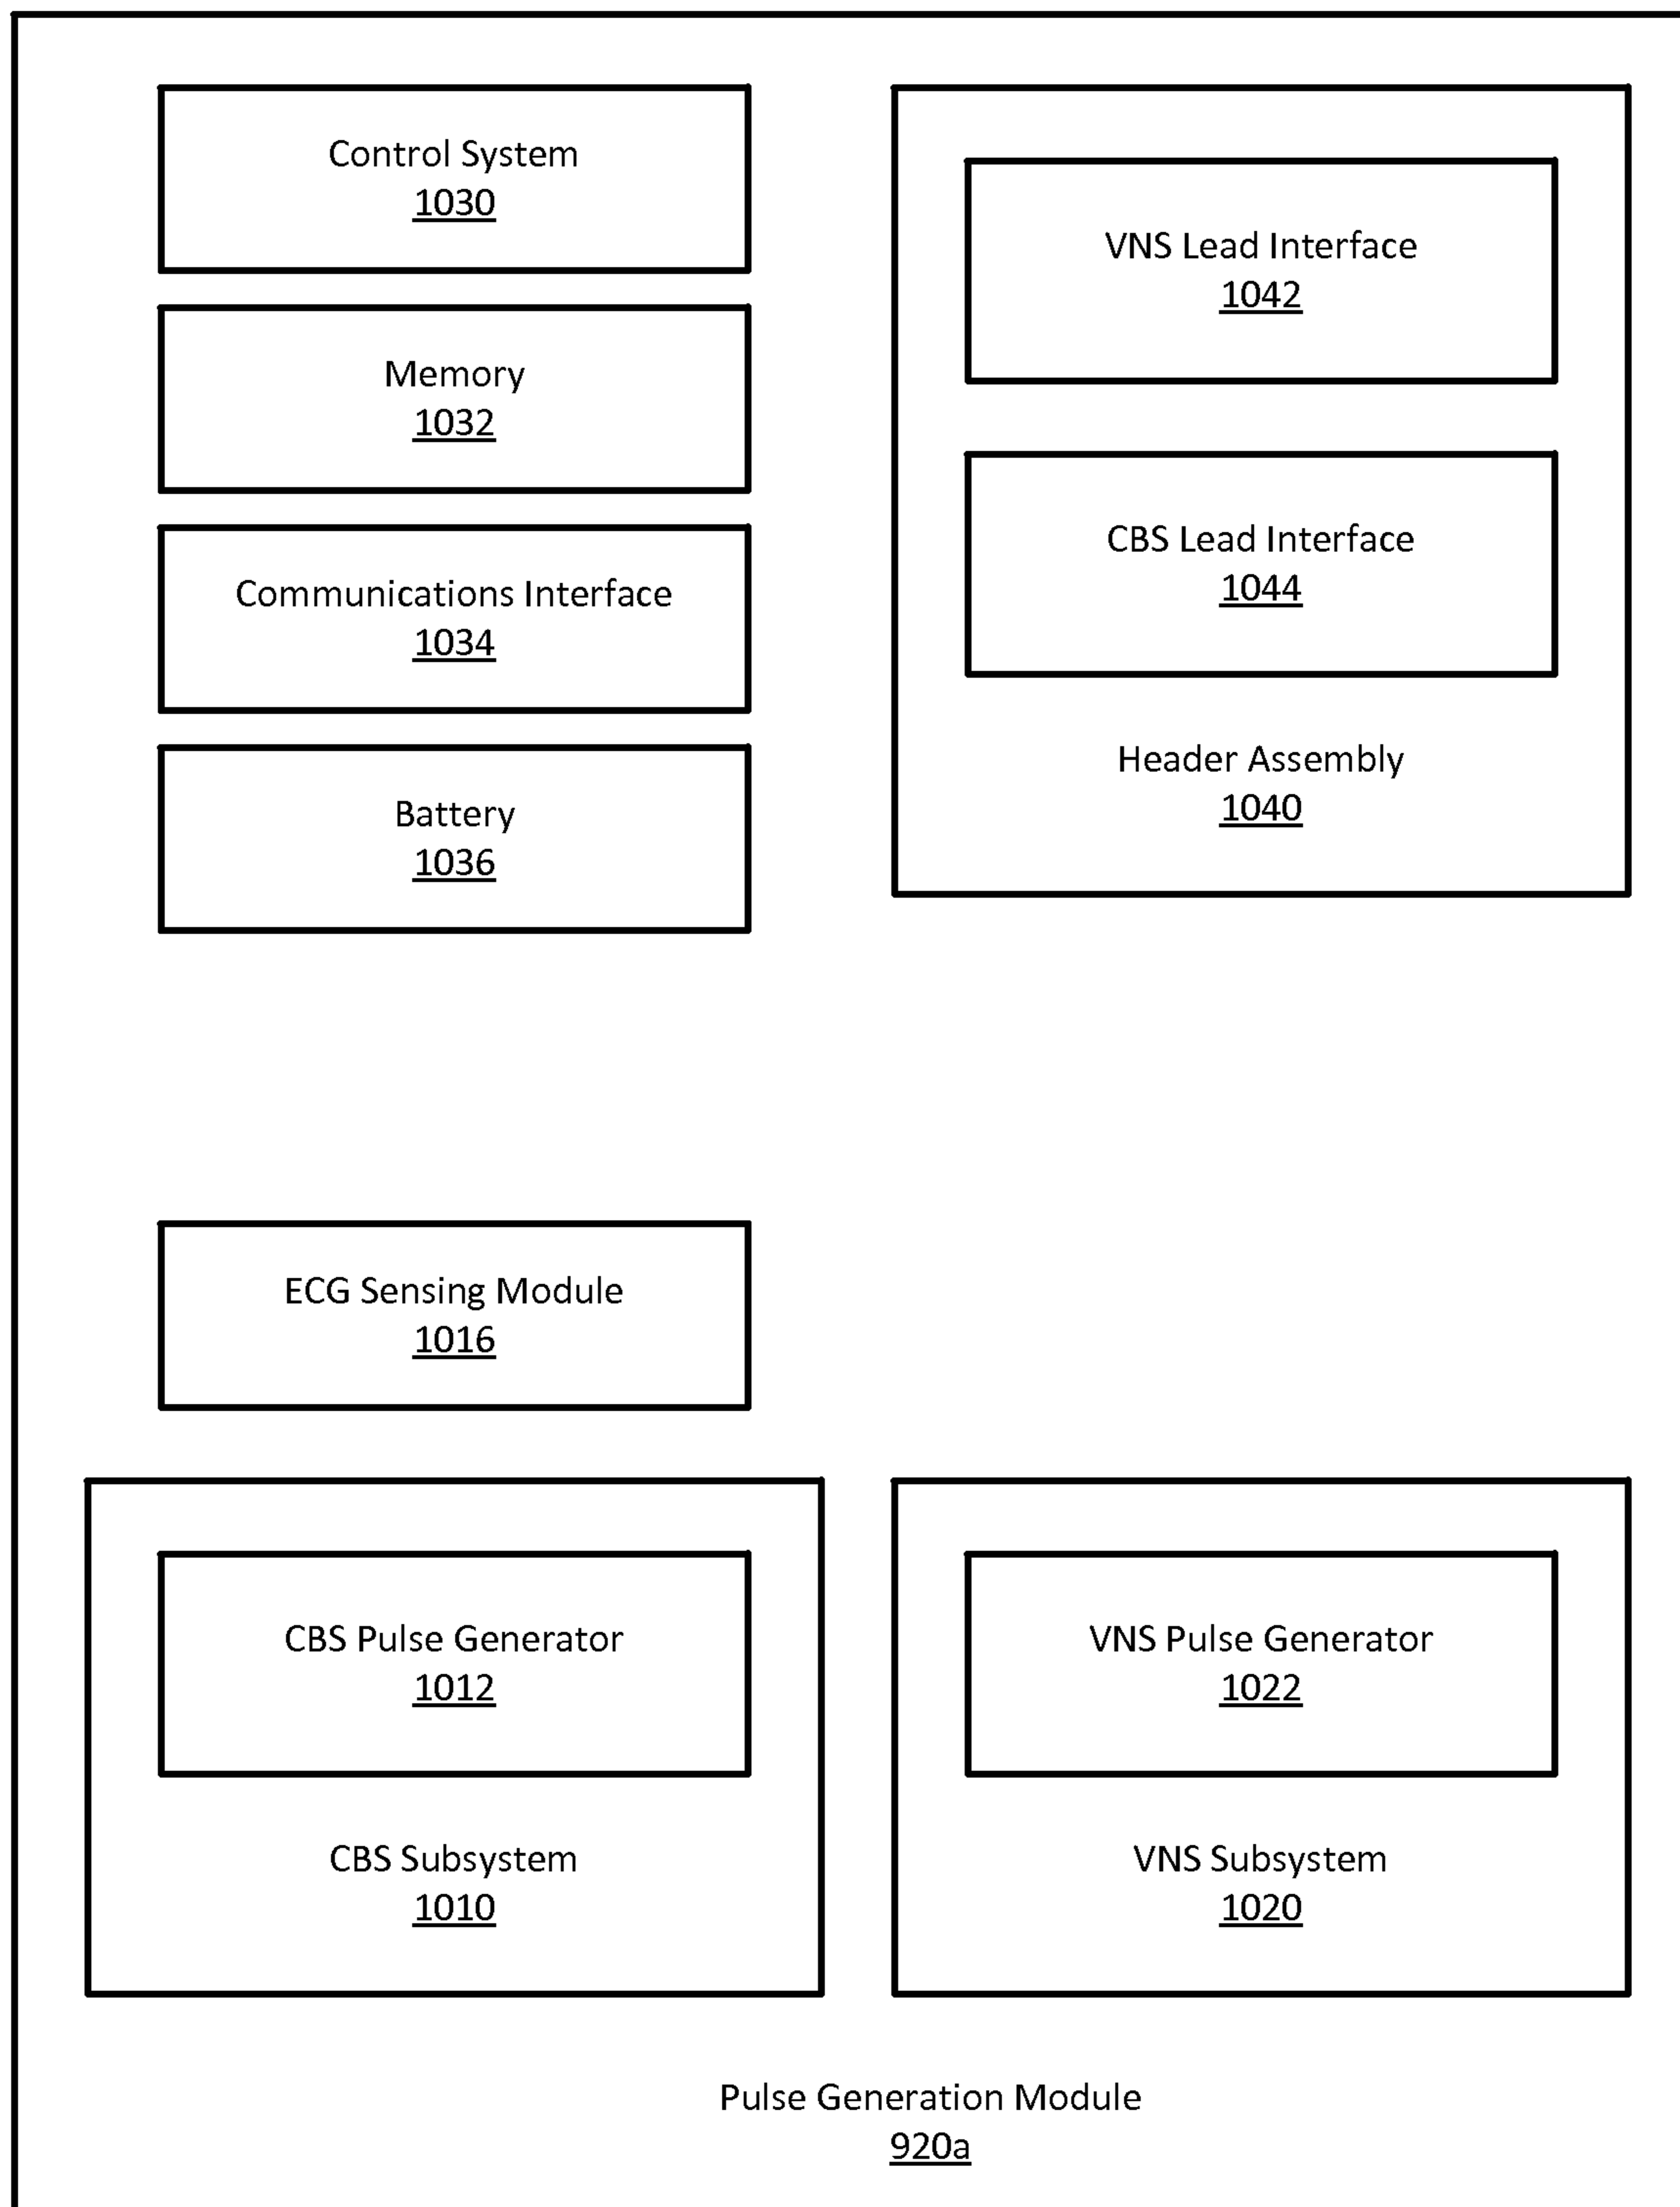 Control System
1030
Memory
1032
Communications Interface
1034
Battery
1036
VNS Lead Interface
1042
CBS Lead Interface
1044
Header Assembly
1040
ECG Sensing Module
1016
CBS Pulse Generator
1012
CBS Subsystem
1010
VNS Pulse Generator
1022
VNS Subsystem
1020
Pulse Generation Module
920a